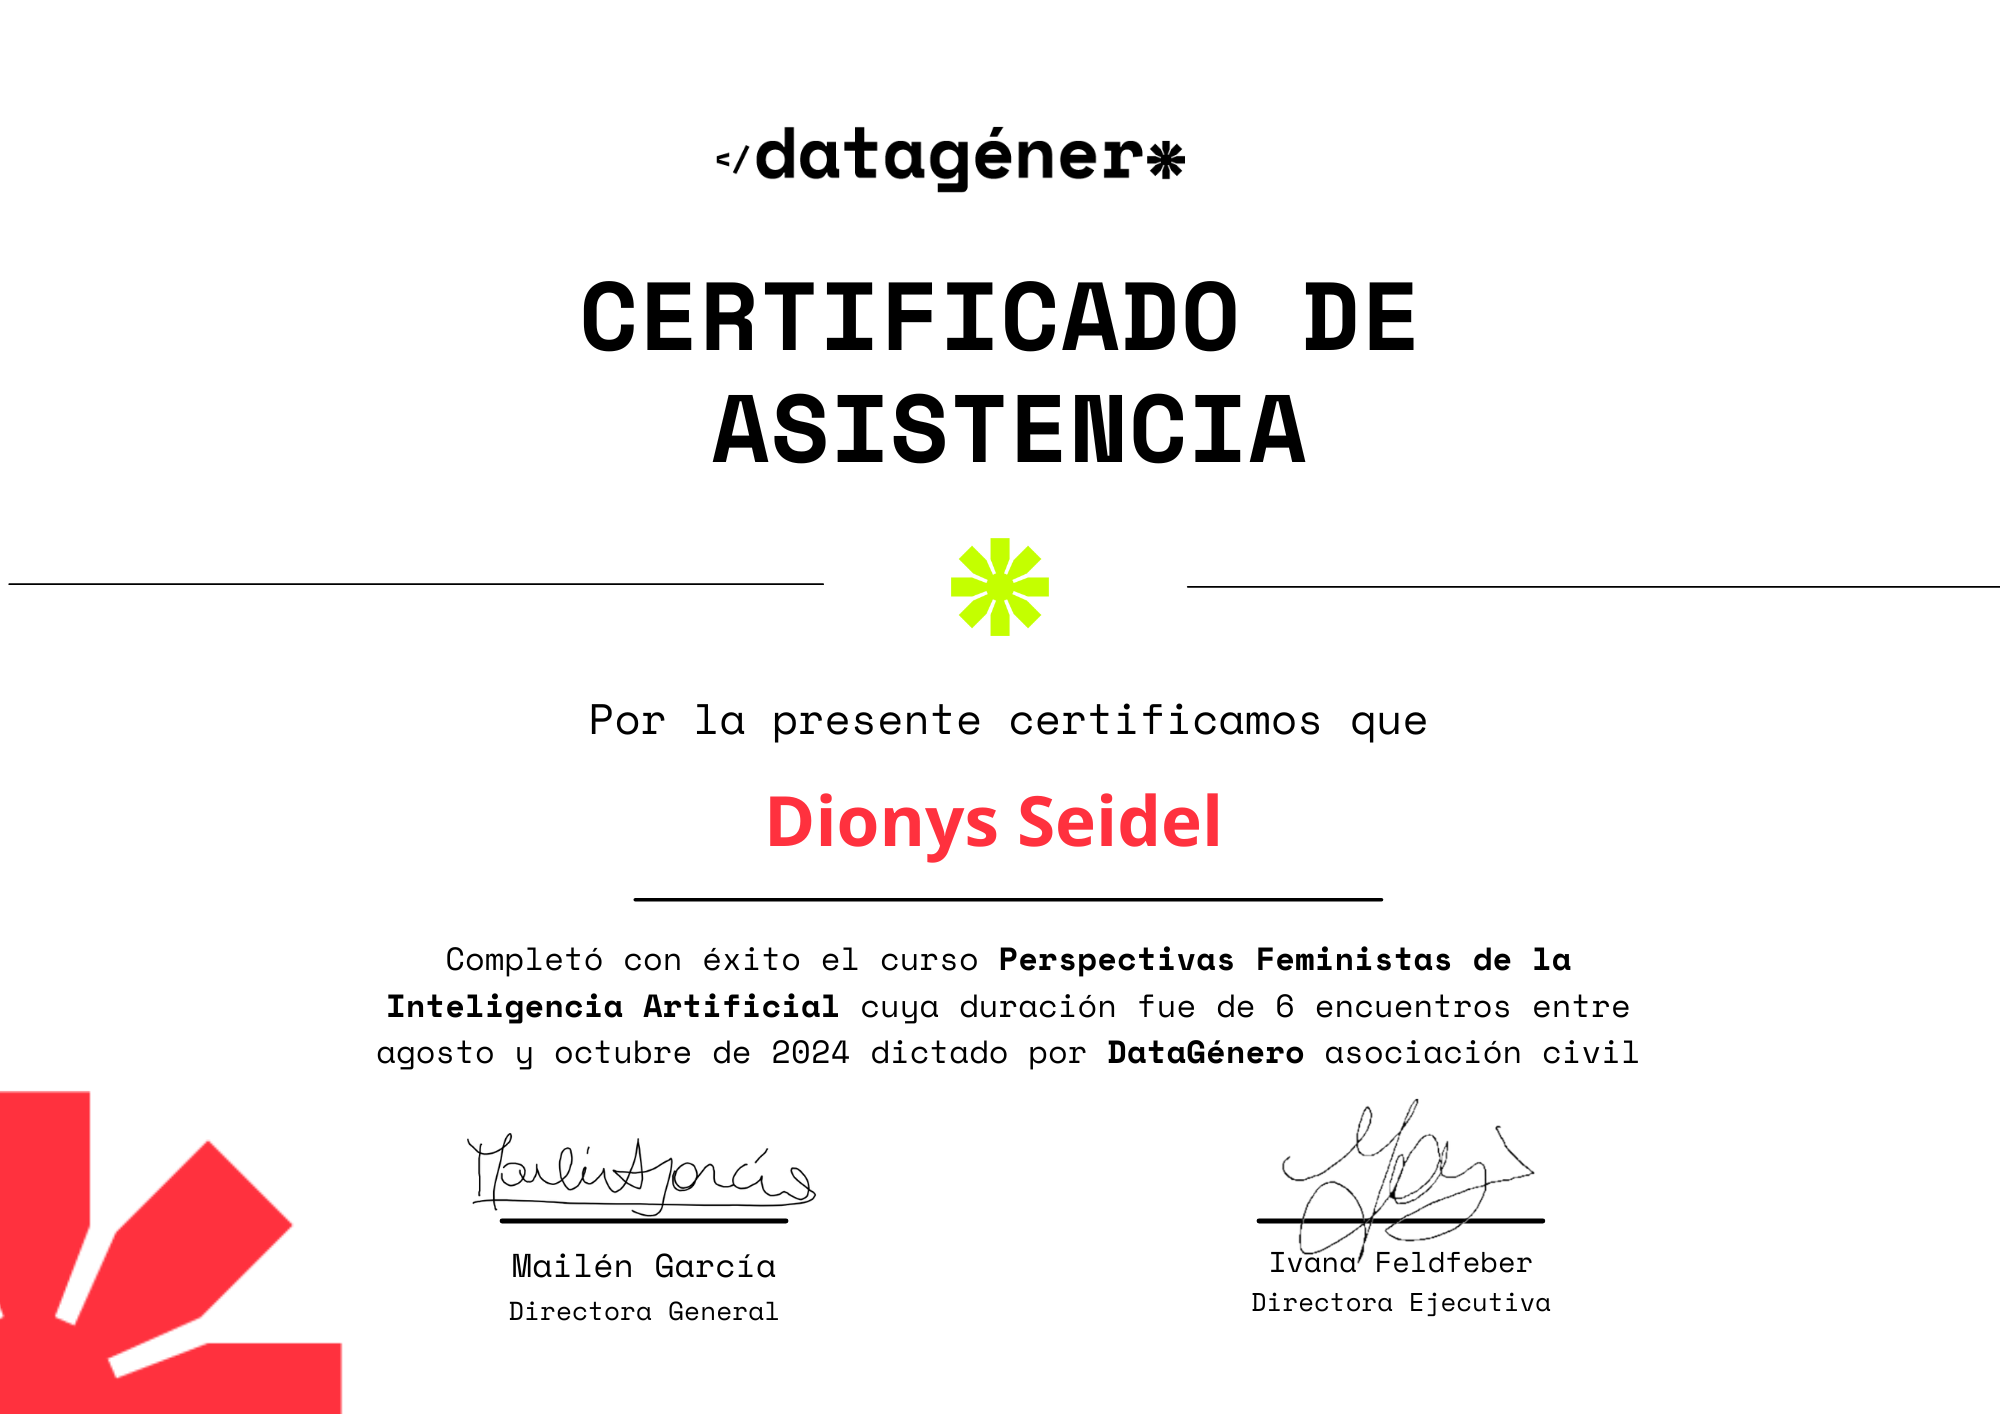 </datagéner*
CERTIFICADO DE
ASISTENCIA
Por la presente certificamos que
Dionys Seidel
Completó con éxito el curso Perspectivas Feministas de la
Inteligencia Artificial cuya duración fue de 6 encuentros entre
agosto y octubre de 2024 dictado por DataGénero asociación civil
Mailén García
Directora General
Ivana Feldfeber
Directora Ejecutiva